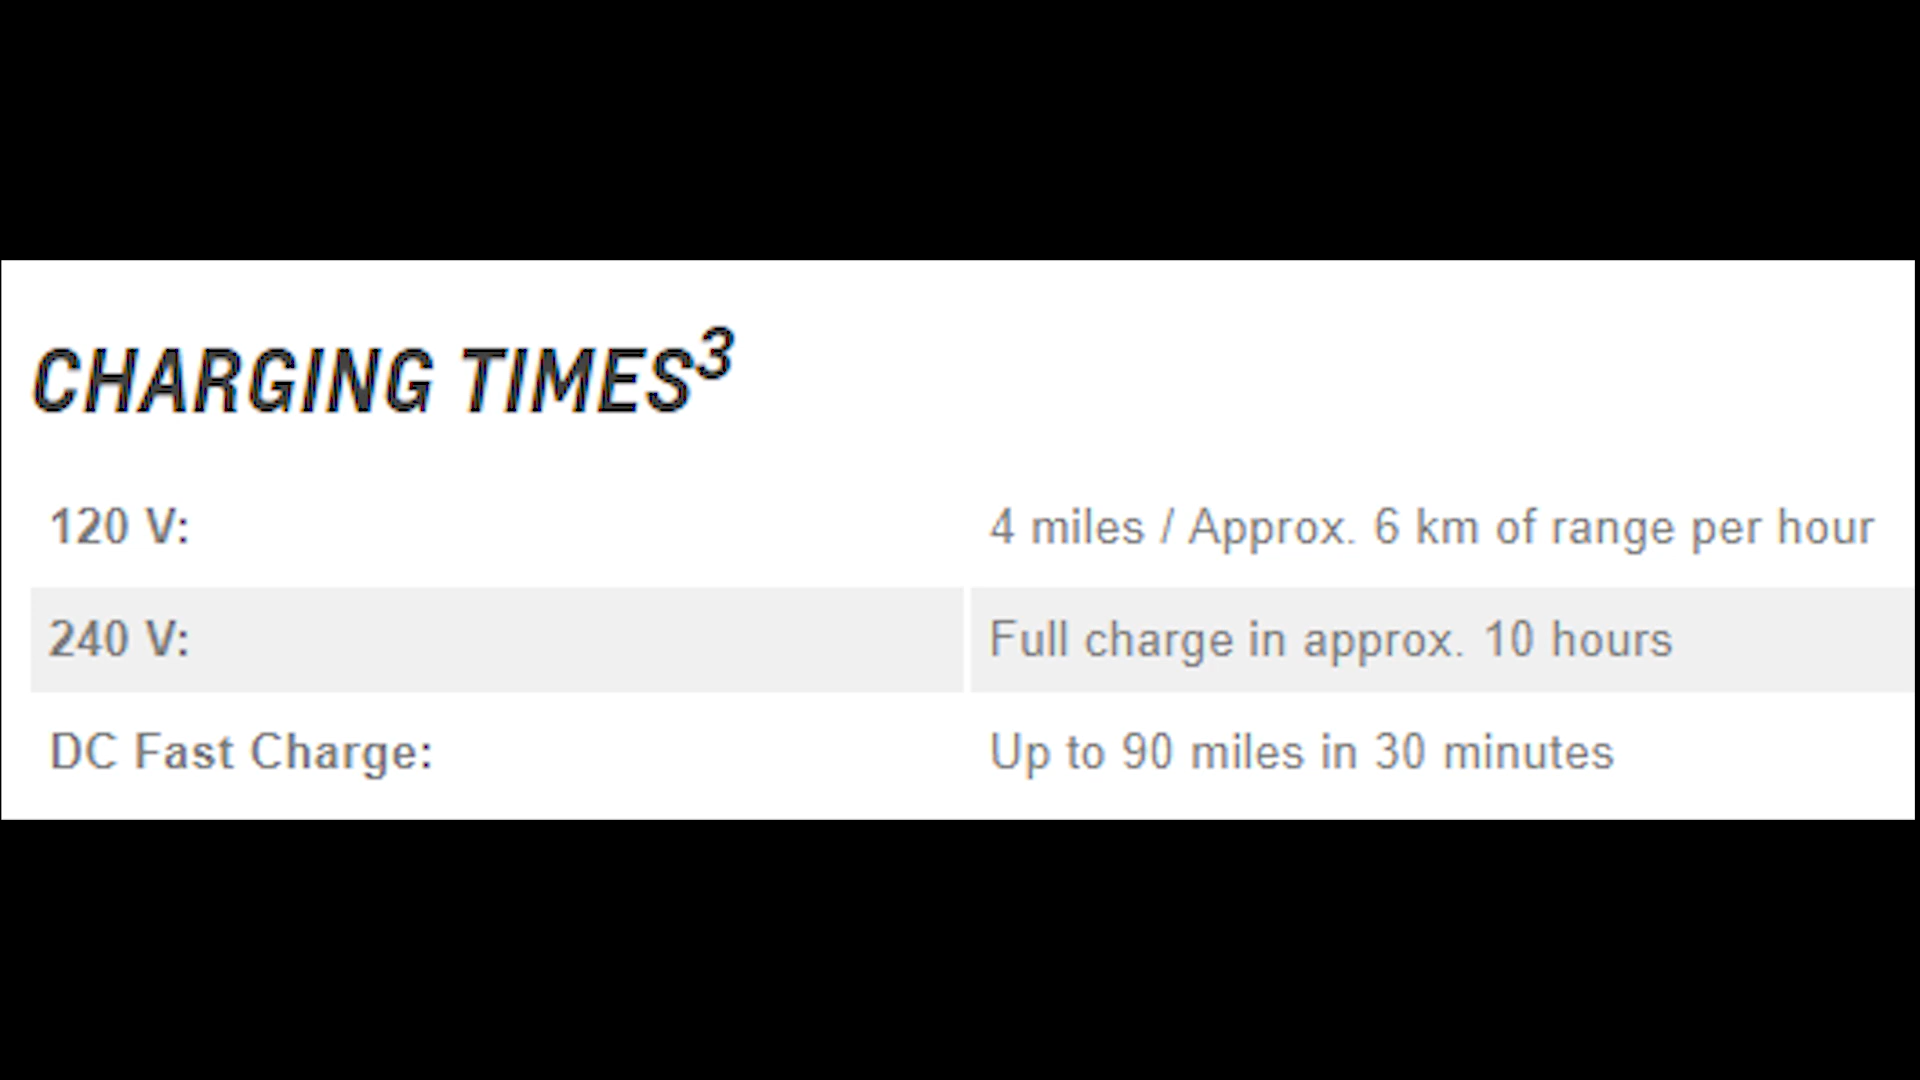 CHARGING TIMES³
120 V: 4 miles / Approx. 6 km of range per hour
240 V: Full charge in approx. 10 hours
DC Fast Charge: Up to 90 miles in 30 minutes